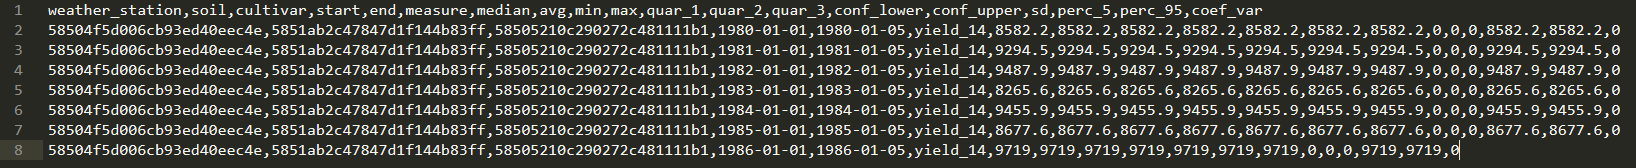 1 weather_station,soil,cultivar,start,end,measure,median,avg,min,max,quar_1,quar_2,quar_3,conf_lower,conf_upper,sd,perc_5,perc_95,coef_var
2 58504f5d006cb93ed40eec4e,5851ab2c47847d1f144b83ff,58505210c290272c481111b1,1980-01-01,1980-01-05,yield_14,8582.2,8582.2,8582.2,8582.2,8582.2,8582.2,8582.2,0,0,0,8582.2,8582.2,0
3 58504f5d006cb93ed40eec4e,5851ab2c47847d1f144b83ff,58505210c290272c481111b1,1981-01-01,1981-01-05,yield_14,9294.5,9294.5,9294.5,9294.5,9294.5,9294.5,9294.5,0,0,0,9294.5,9294.5,0
4 58504f5d006cb93ed40eec4e,5851ab2c47847d1f144b83ff,58505210c290272c481111b1,1982-01-01,1982-01-05,yield_14,9487.9,9487.9,9487.9,9487.9,9487.9,9487.9,9487.9,0,0,0,9487.9,9487.9,0
5 58504f5d006cb93ed40eec4e,5851ab2c47847d1f144b83ff,58505210c290272c481111b1,1983-01-01,1983-01-05,yield_14,8265.6,8265.6,8265.6,8265.6,8265.6,8265.6,8265.6,0,0,0,8265.6,8265.6,0
6 58504f5d006cb93ed40eec4e,5851ab2c47847d1f144b83ff,58505210c290272c481111b1,1984-01-01,1984-01-05,yield_14,9455.9,9455.9,9455.9,9455.9,9455.9,9455.9,9455.9,0,0,0,9455.9,9455.9,0
7 58504f5d006cb93ed40eec4e,5851ab2c47847d1f144b83ff,58505210c290272c481111b1,1985-01-01,1985-01-05,yield_14,8677.6,8677.6,8677.6,8677.6,8677.6,8677.6,8677.6,0,0,0,8677.6,8677.6,0
8 58504f5d006cb93ed40eec4e,5851ab2c47847d1f144b83ff,58505210c290272c481111b1,1986-01-01,1986-01-05,yield_14,9719,9719,9719,9719,9719,9719,9719,0,0,0,9719,9719,0